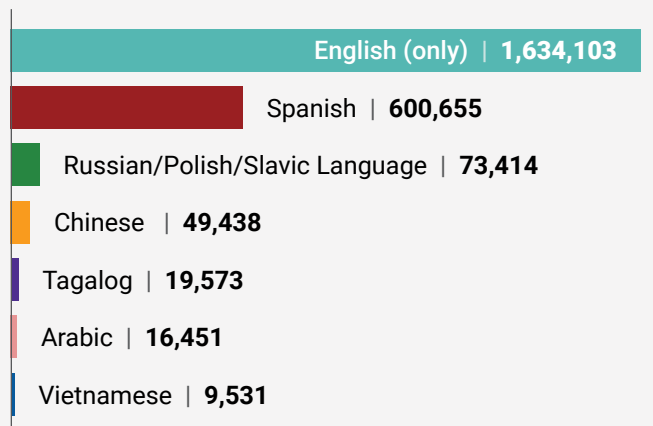 English (only) | 1,634,103
Spanish | 600,655
Russian/Polish/Slavic Language | 73,414
Chinese | 49,438
Tagalog | 19,573
Arabic | 16,451
Vietnamese | 9,531